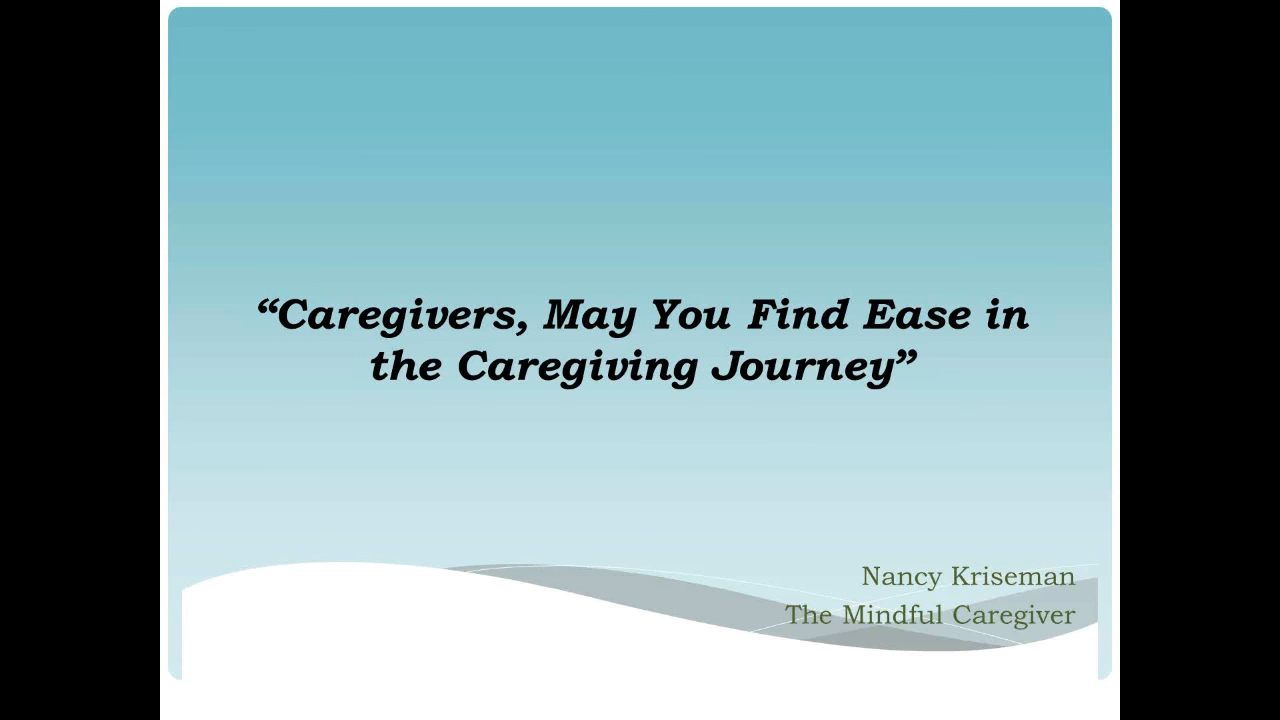 “Caregivers, May You Find Ease in
the Caregiving Journey”
Nancy Kriseman
The Mindful Caregiver